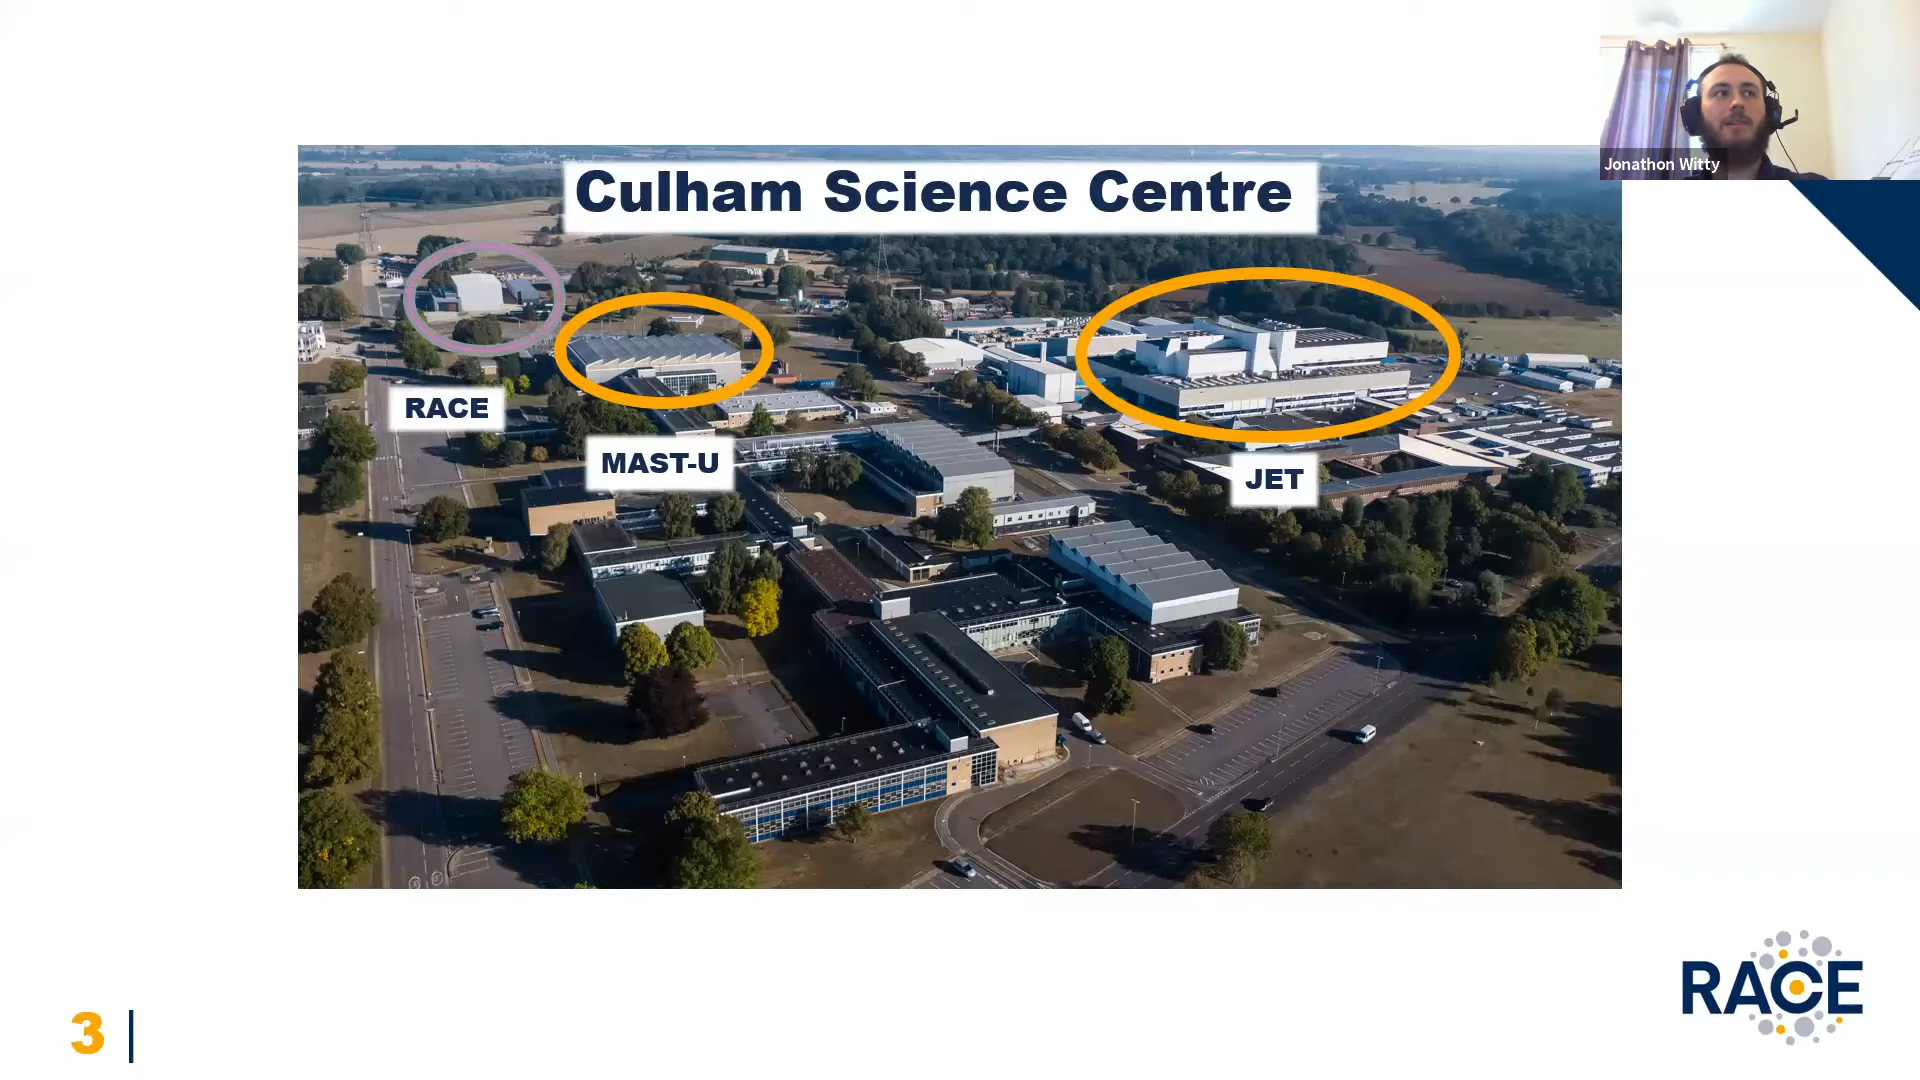 Culham Science Centre
Jonathon Witty
RACE
MAST-U
JET
RACE
3